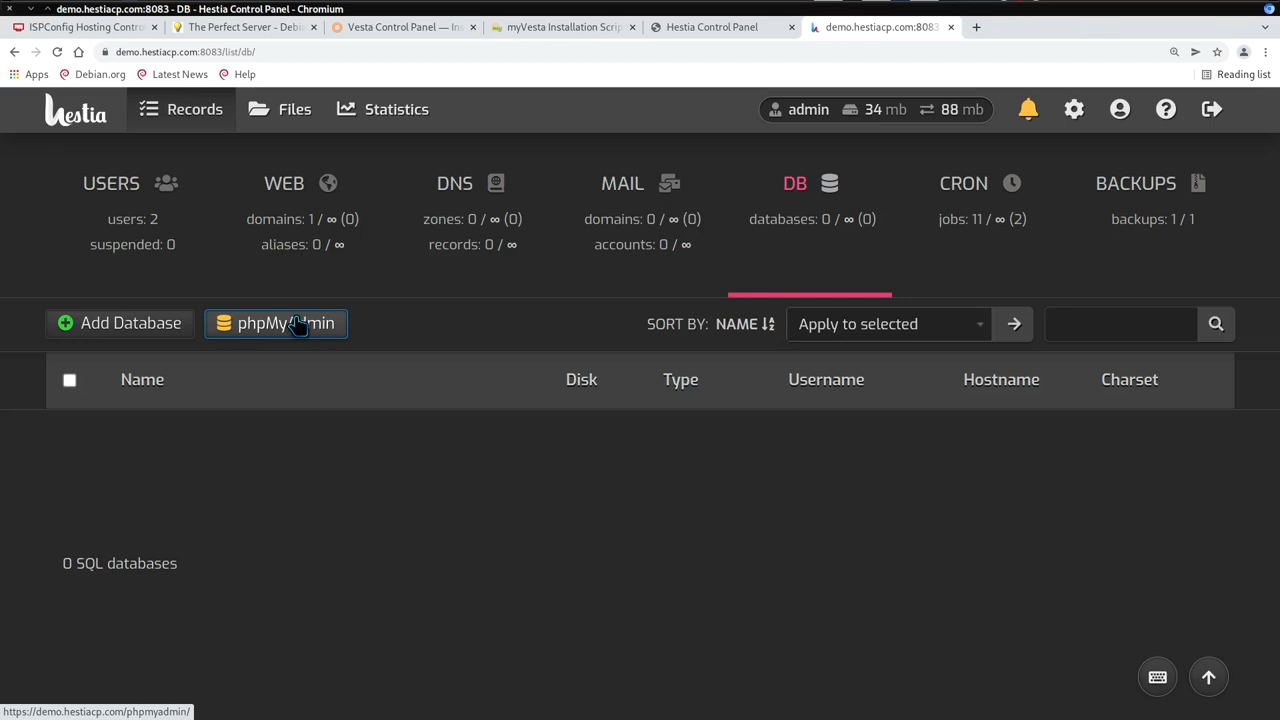 demo.hestiacp.com:8083 - DB - Hestia Control Panel - Chromium
ISPConfig Hosting Contro
The Perfect Server - Debi
Vesta Control Panel — Ins
myVesta Installation Scrip
Hestia Control Panel
demo.hestiacp.com:8083
demo.hestiacp.com:8083/list/db/
Apps
Debian.org
Latest News
Help
Reading list
hestia
Records
Files
Statistics
admin
34 mb
88 mb
USERS
users: 2
suspended: 0
WEB
domains: 1 / ∞ (0)
aliases: 0 / ∞
DNS
zones: 0 / ∞ (0)
records: 0 / ∞
MAIL
domains: 0 / ∞ (0)
accounts: 0 / ∞
DB
databases: 0 / ∞ (0)
CRON
jobs: 11 / ∞ (2)
BACKUPS
backups: 1 / 1
Add Database
phpMyAdmin
SORT BY: NAME
Apply to selected
Name
Disk
Type
Username
Hostname
Charset
0 SQL databases
https://demo.hestiacp.com/phpmyadmin/